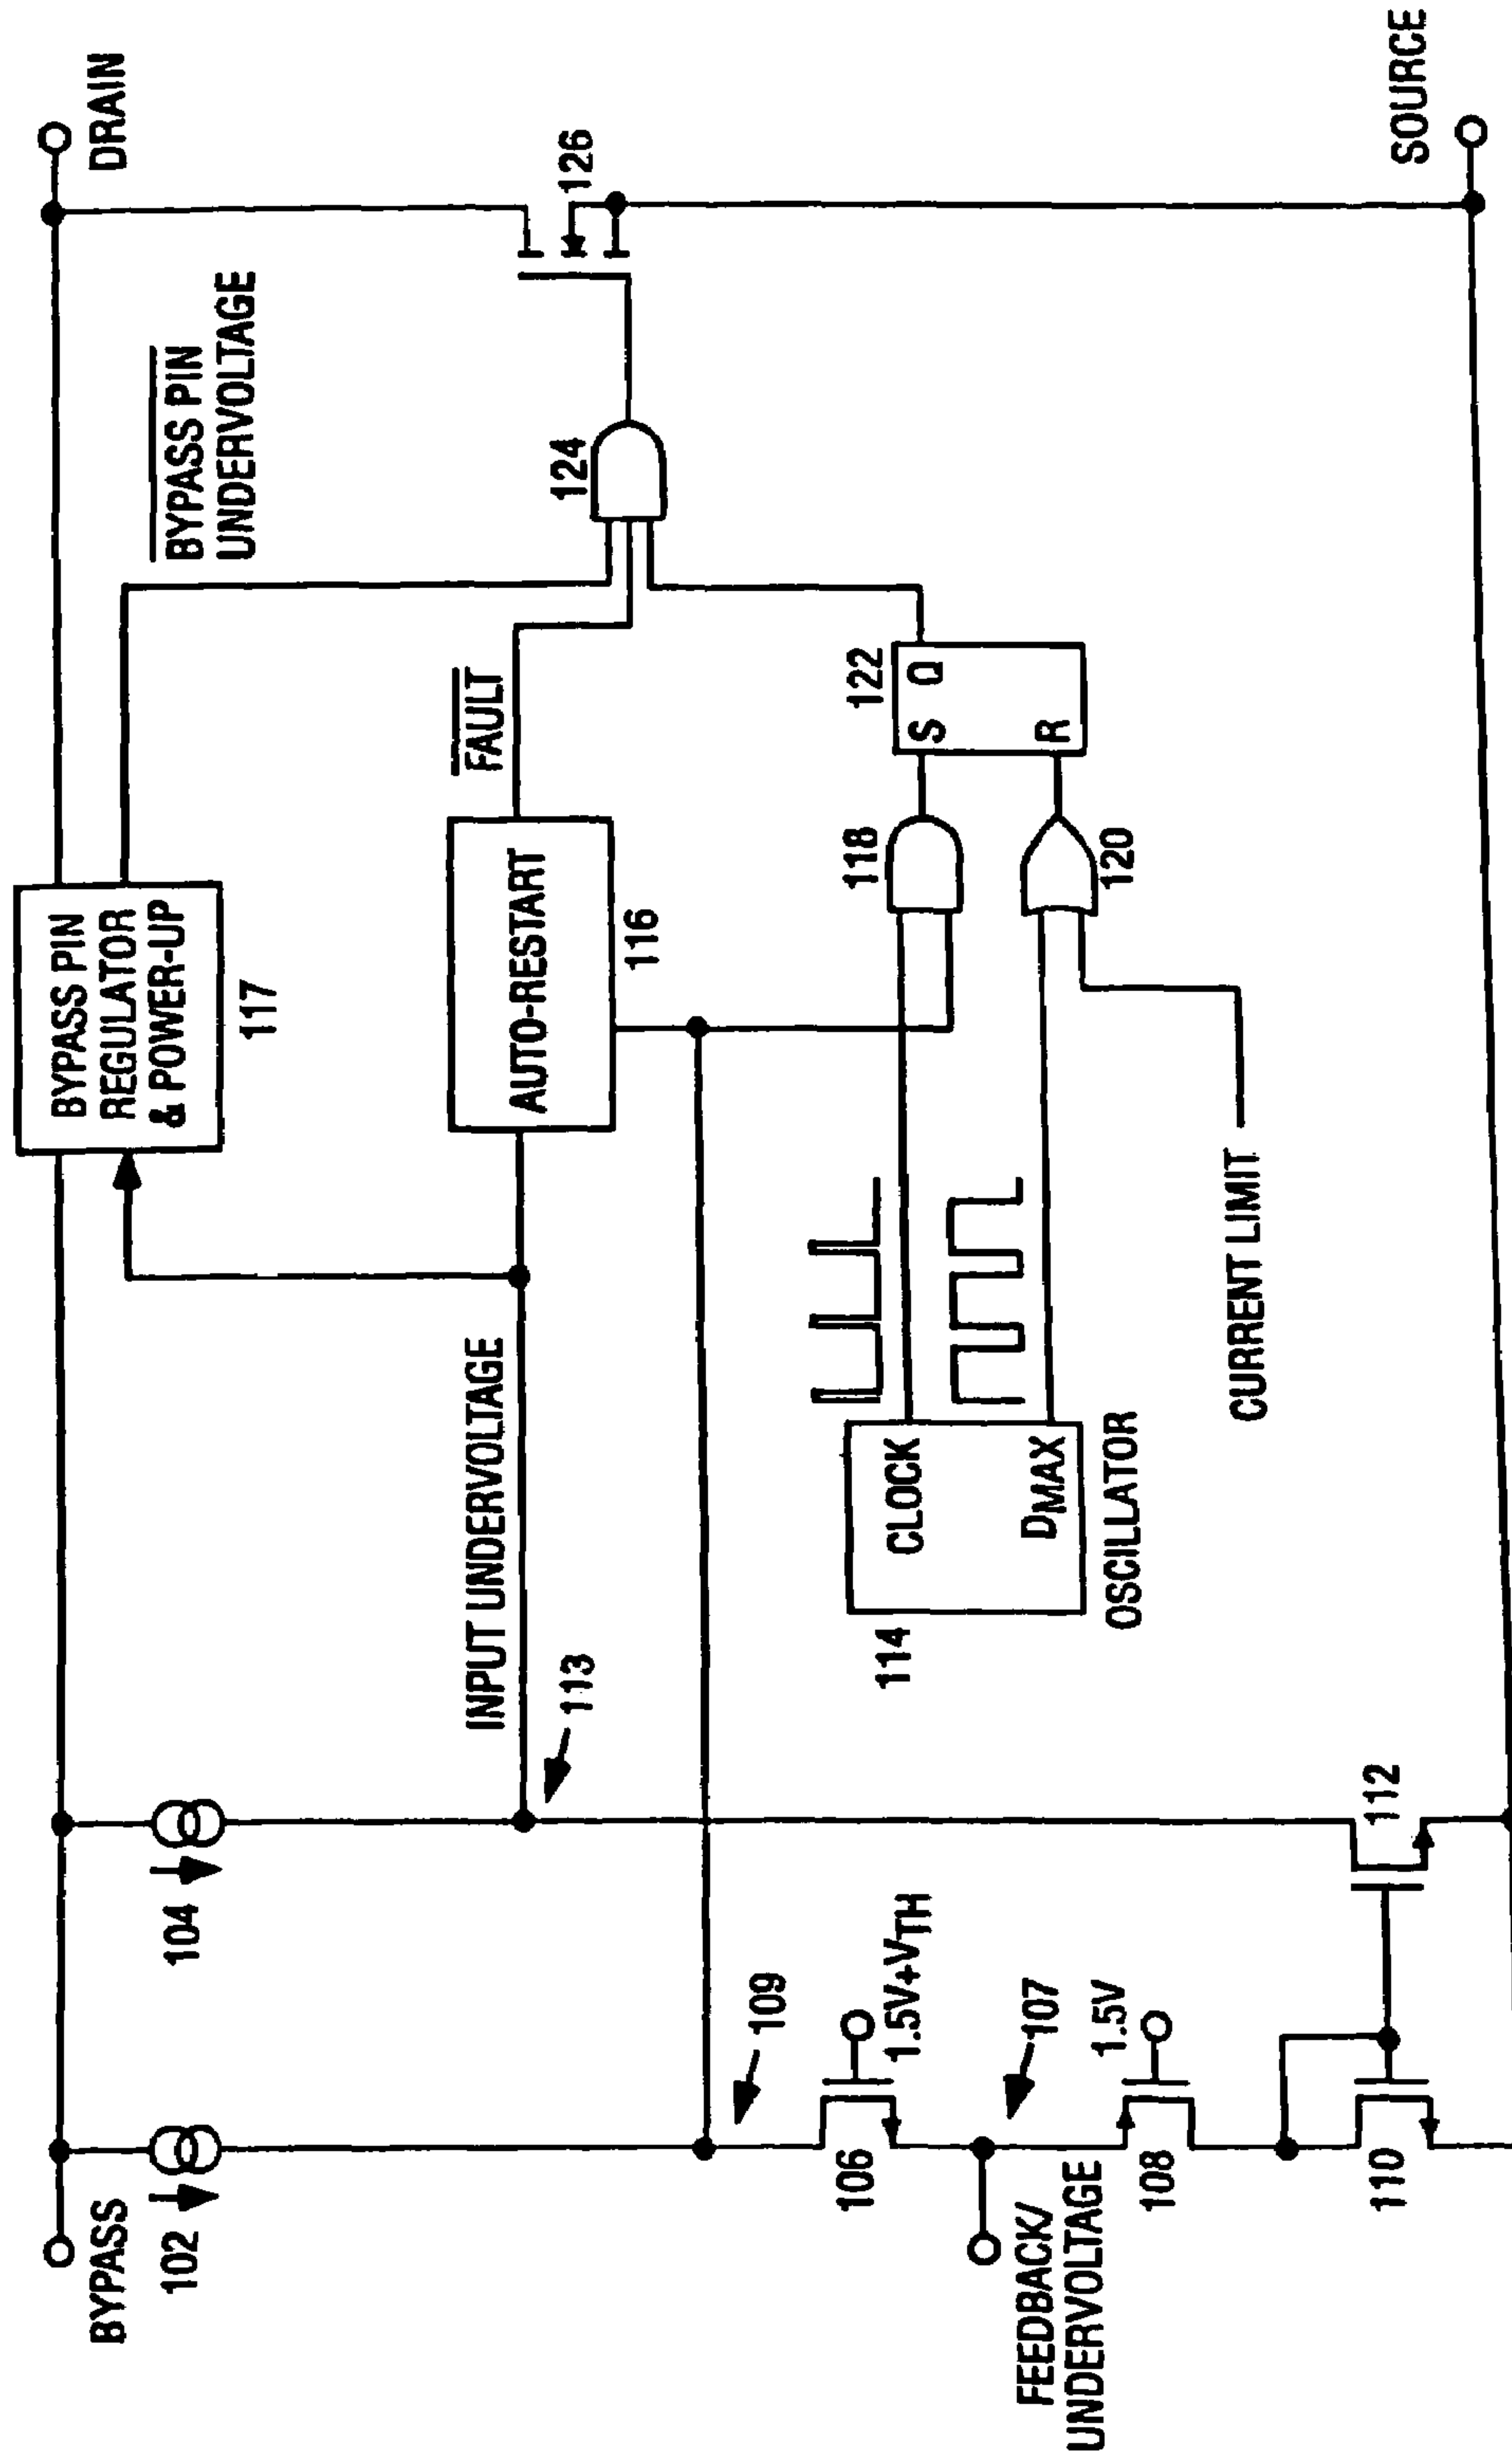 BYPASS
102
104
BYPASS PIN
REGULATOR
& POWER-UP
117
BYPASS PIN
UNDERVOLTAGE
DRAIN
INPUT UNDERVOLTAGE
113
AUTO-RESTART
116
FAULT
124
126
109
106
1.5V+VTH
107
FEEDBACK/
UNDERVOLTAGE
108
1.5V
110
112
114
CLOCK
DMAX
OSCILLATOR
118
120
122
S Q
R
CURRENT LIMIT
SOURCE